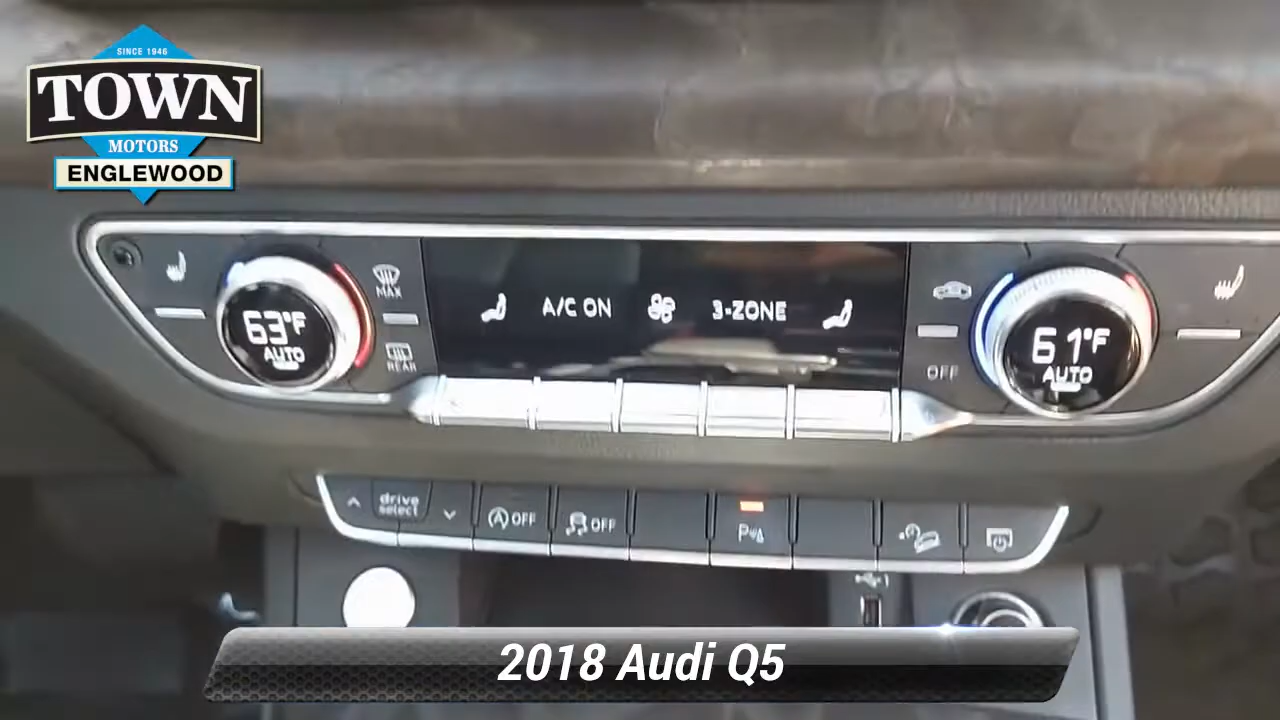 SINCE 1946
TOWN
MOTORS
ENGLEWOOD
63°F
AUTO
MAX
REAR
A/C ON
3-ZONE
OFF
61°F
AUTO
drive
select
A OFF
OFF
P
1
2018 Audi Q5